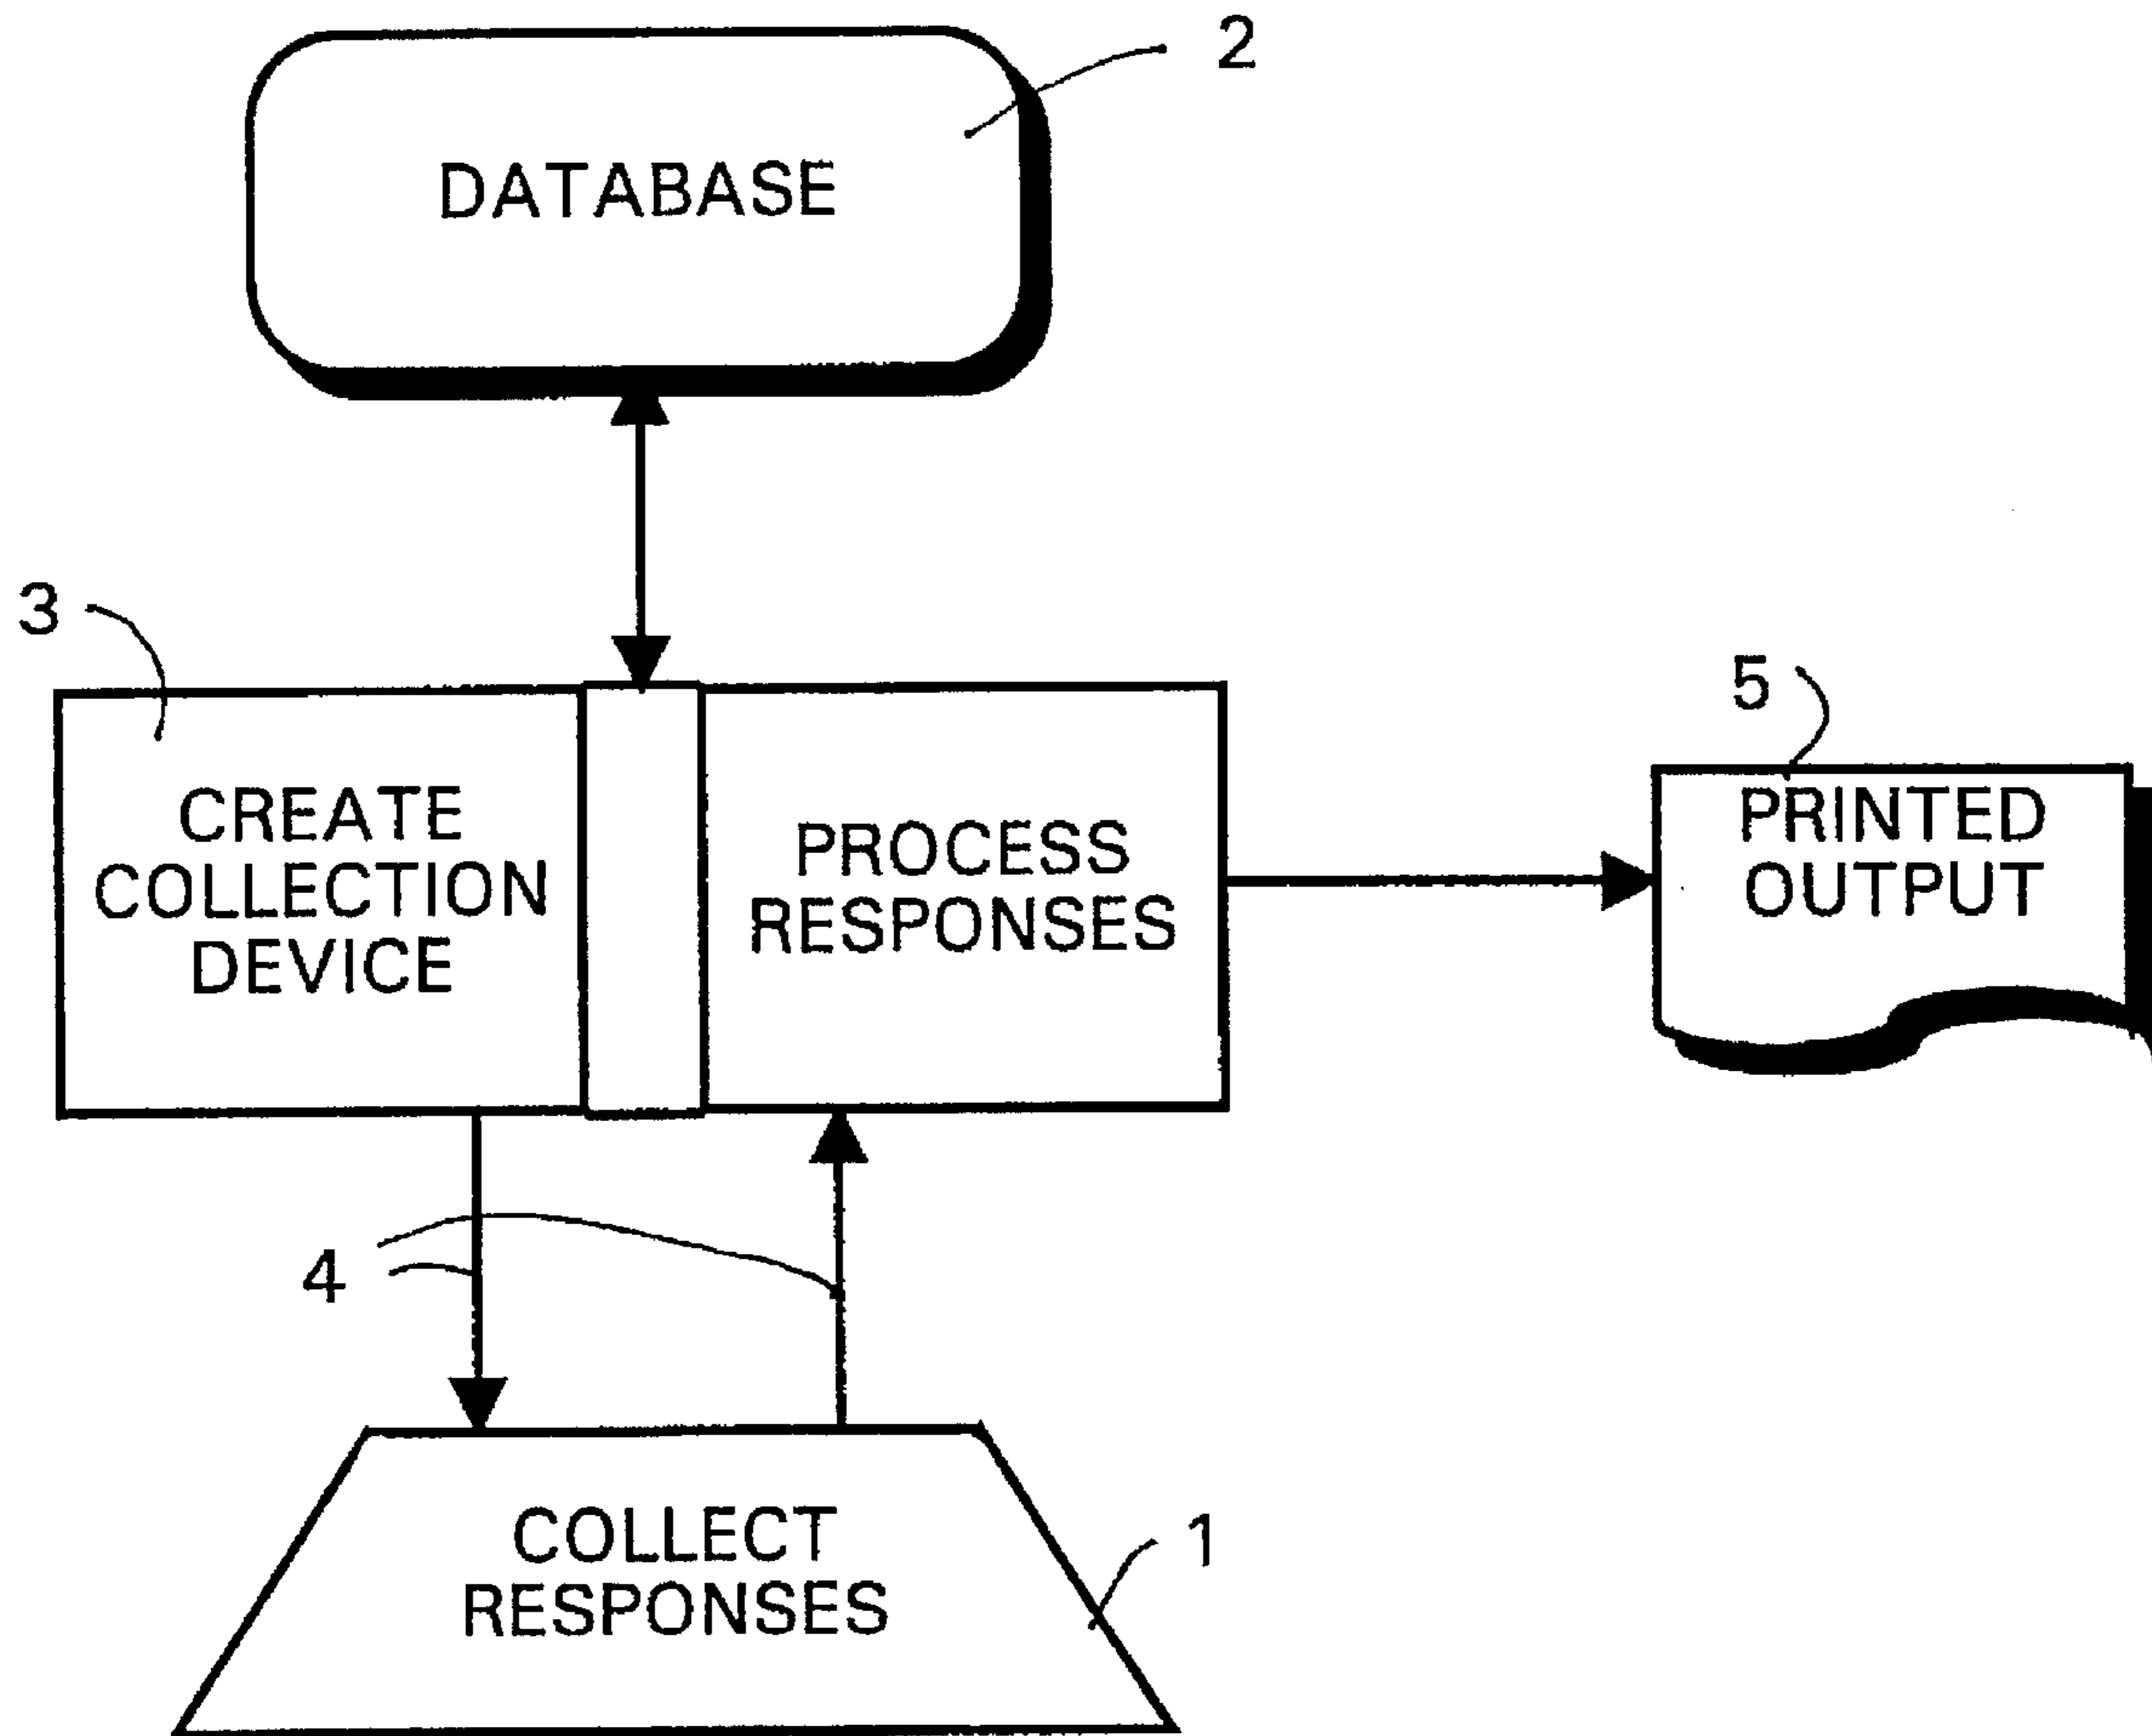 2
DATABASE
3
5
CREATE
COLLECTION
DEVICE
PROCESS
RESPONSES
PRINTED
OUTPUT
4
COLLECT
RESPONSES
1